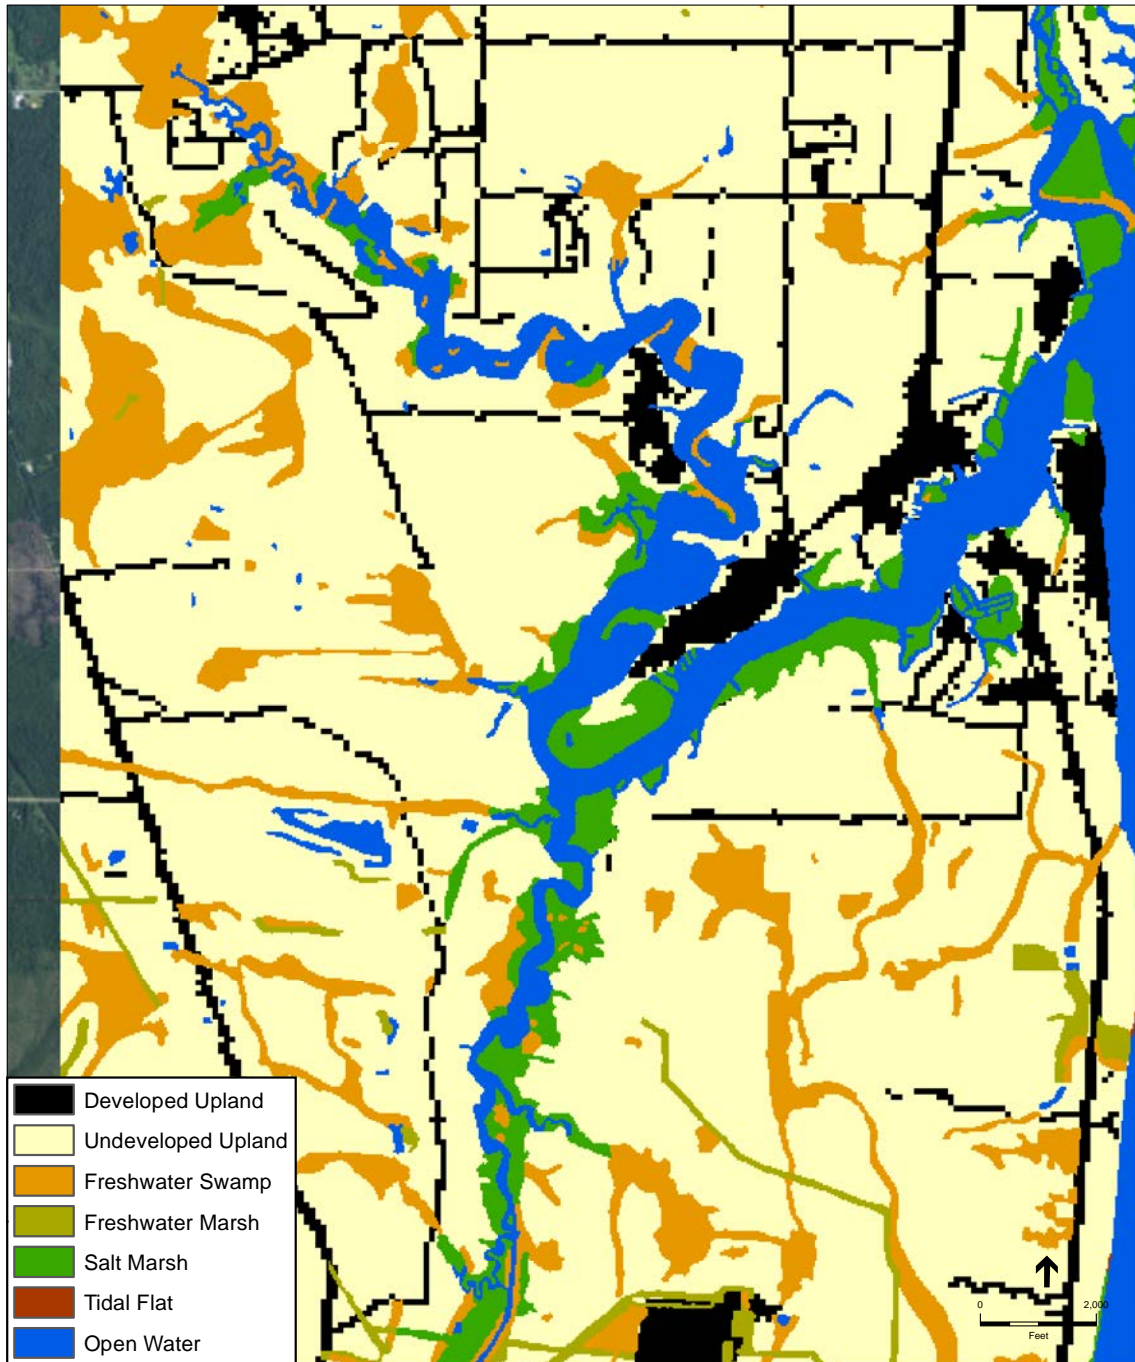 Developed Upland
Undeveloped Upland
Freshwater Swamp
Freshwater Marsh
Salt Marsh
Tidal Flat
Open Water
0 2,000
Feet